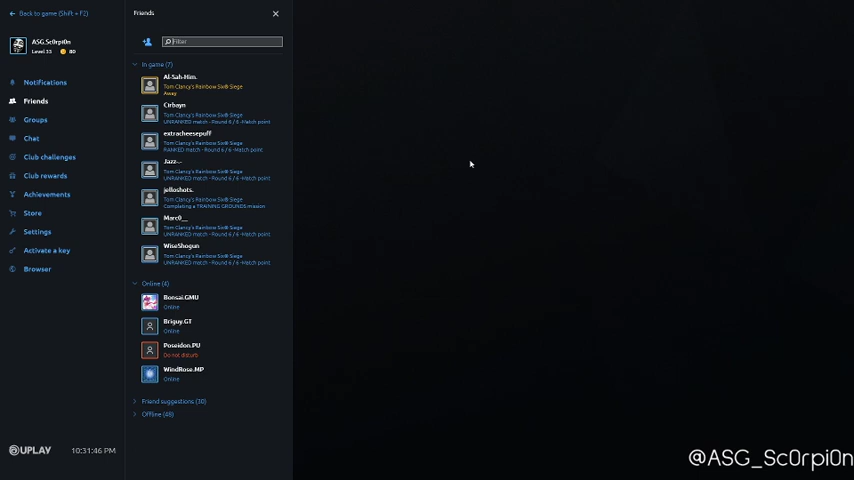 Back to game (Shift + F2)
ASG_Sc0rpi0n
Level 33 80
Notifications
Friends
Groups
Chat
Club challenges
Club rewards
Achievements
Store
Settings
Activate a key
Browser
UPLAY 10:31:46 PM
Friends
Filter
In game (7)
Al-Sah-Him.
Tom Clancy's Rainbow Six® Siege
Away
Cirbayn
Tom Clancy's Rainbow Six® Siege
UNRANKED match - Round 6 / 6 - Match point
extracheesepuff
Tom Clancy's Rainbow Six® Siege
RANKED match - Round 6 / 6 - Match point
Jazz--
Tom Clancy's Rainbow Six® Siege
UNRANKED match - Round 6 / 6 - Match point
jelloshots.
Tom Clancy's Rainbow Six® Siege
Completing a TRAINING GROUNDS mission
Marc0__
Tom Clancy's Rainbow Six® Siege
UNRANKED match - Round 6 / 6 - Match point
WiseShogun
Tom Clancy's Rainbow Six® Siege
UNRANKED match - Round 6 / 6 - Match point
Online (4)
Bonsai.GMU
Online
Briguy.GT
Online
Poseidon.PU
Do not disturb
WindRose.MP
Online
Friend suggestions (30)
Offline (48)
@ASG_Sc0rpi0n